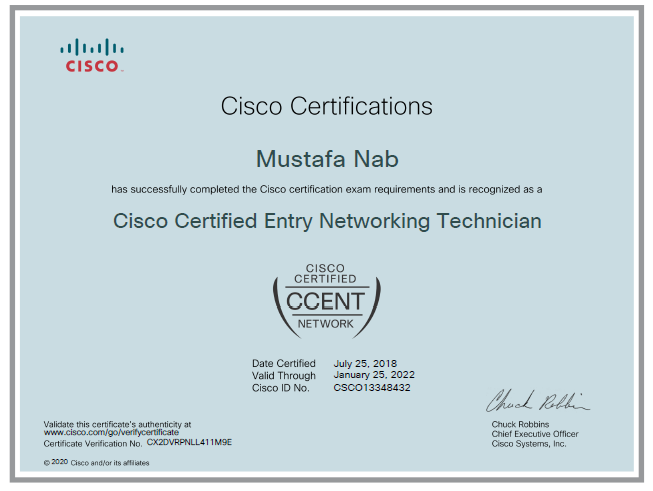 CISCO
Cisco Certifications
Mustafa Nab
has successfully completed the Cisco certification exam requirements and is recognized as a
Cisco Certified Entry Networking Technician
CISCO
CERTIFIED
CCENT
NETWORK
Date Certified July 25, 2018
Valid Through January 25, 2022
Cisco ID No. CSCO13348432
Chuck Robbins
Chuck Robbins
Chief Executive Officer
Cisco Systems, Inc.
Validate this certificate's authenticity at
www.cisco.com/go/verifycertificate
Certificate Verification No. CX2DVRPNLL411M9E
© 2020 Cisco and/or its affiliates